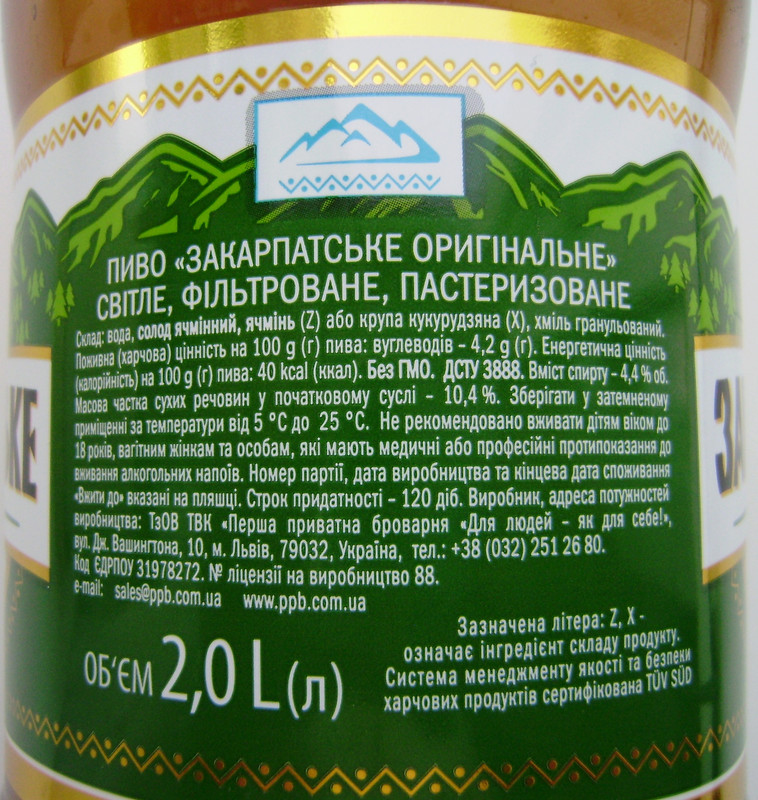 ПИВО «ЗАКАРПАТСЬКЕ ОРИГІНАЛЬНЕ»
СВІТЛЕ, ФІЛЬТРОВАНЕ, ПАСТЕРИЗОВАНЕ
Склад: вода, солод ячмінний, ячмінь (Z) або крупа кукурудзяна (X), хміль гранульований.
Поживна (харчова) цінність на 100 g (г) пива: вуглеводів - 4,2 g (г). Енергетична цінність
(калорійність) на 100 g (г) пива: 40 kcal (ккал). Без ГМО. ДСТУ 3888. Вміст спирту - 4,4 % об.
Масова частка сухих речовин у початковому суслі - 10,4 %. Зберігати у затемненому
приміщенні за температури від 5 °C до 25 °C. Не рекомендовано вживати дітям віком до
18 років, вагітним жінкам та особам, які мають медичні або професійні протипоказання до
вживання алкогольних напоїв. Номер партії, дата виробництва та кінцева дата споживання
«Вжити до» вказані на пляшці. Строк придатності - 120 діб. Виробник, адреса потужностей
виробництва: ТзОВ ТВК «Перша приватна броварня «Для людей - як для себе!»,
вул. Дж. Вашингтона, 10, м. Львів, 79032, Україна, тел.: +38 (032) 251 26 80.
Код ЄДРПОУ 31978272. № ліцензії на виробництво 88.
e-mail: sales@ppb.com.ua www.ppb.com.ua
КЕ
ЗА
ОБ'ЄМ 2,0 L (л)
Зазначена літера: Z, X -
означає інгредієнт складу продукту.
Система менеджменту якості та безпеки
харчових продуктів сертифікована TÜV SÜD